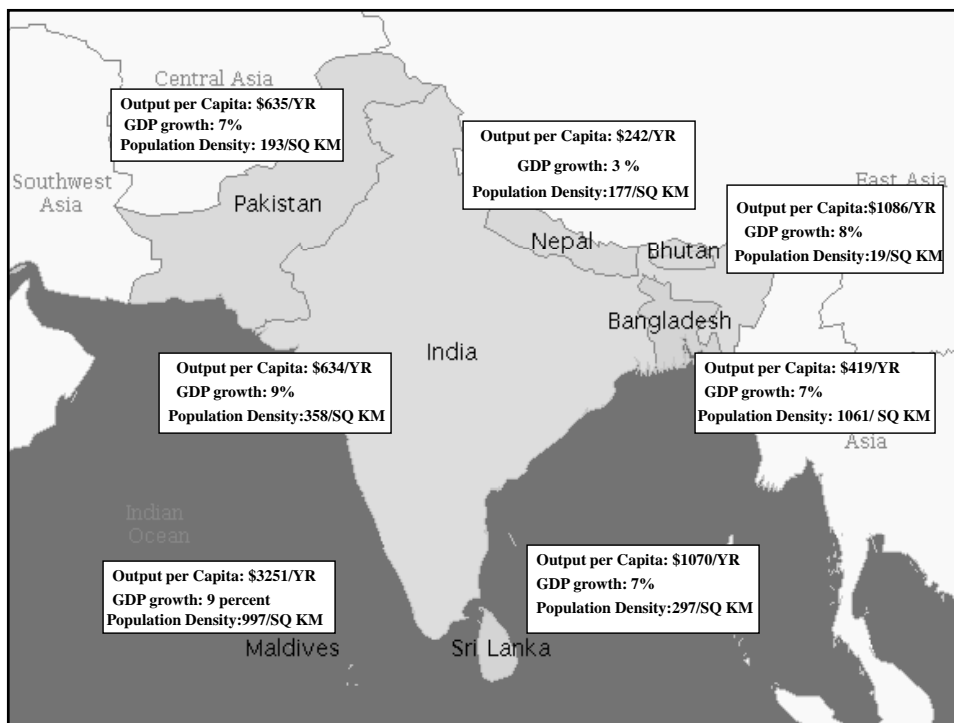 Central Asia
Output per Capita: $635/YR
GDP growth: 7%
Population Density: 193/SQ KM
Output per Capita: $242/YR
GDP growth: 3 %
Population Density:177/SQ KM
Southwest
Asia
East Asia
Pakistan
Output per Capita:$1086/YR
GDP growth: 8%
Population Density:19/SQ KM
Nepal
Bhutan
Bangladesh
India
Output per Capita: $634/YR
GDP growth: 9%
Population Density:358/SQ KM
Output per Capita: $419/YR
GDP growth: 7%
Population Density: 1061/ SQ KM
Asia
Indian
Ocean
Output per Capita: $3251/YR
GDP growth: 9 percent
Population Density:997/SQ KM
Output per Capita: $1070/YR
GDP growth: 7%
Population Density:297/SQ KM
Maldives
Sri Lanka